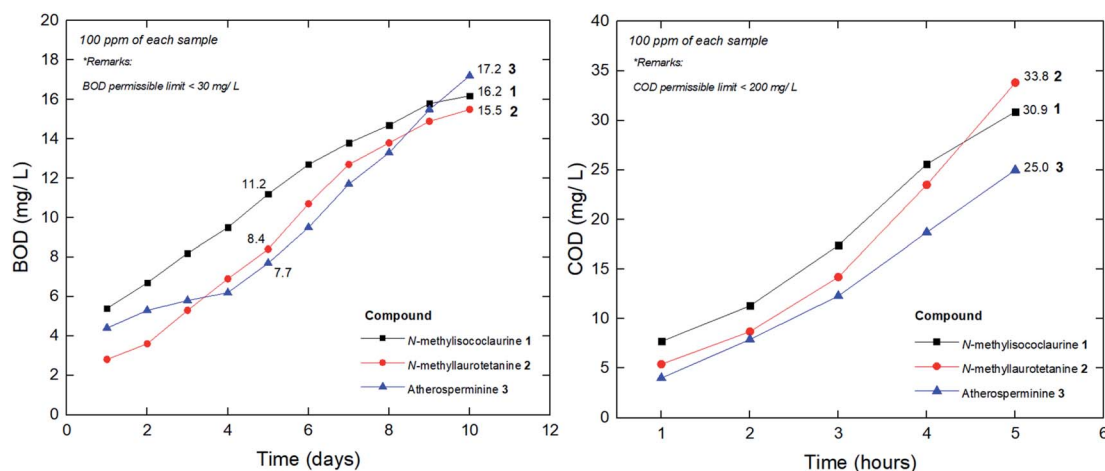 100 ppm of each sample
*Remarks:
BOD permissible limit < 30 mg/ L
20
18
16
14
12
10
8
6
4
2
0
BOD (mg/ L)
17.2 3
16.2 1
15.5 2
11.2
8.4
7.7
Compound
N-methylisococlaurine 1
N-methyllaurotetanine 2
Atherosperminine 3
0 2 4 6 8 10 12
Time (days)
100 ppm of each sample
*Remarks:
COD permissible limit < 200 mg/ L
40
35
30
25
20
15
10
5
0
COD (mg/ L)
33.8 2
30.9 1
25.0 3
Compound
N-methylisococlaurine 1
N-methyllaurotetanine 2
Atherosperminine 3
1 2 3 4 5 6
Time (hours)